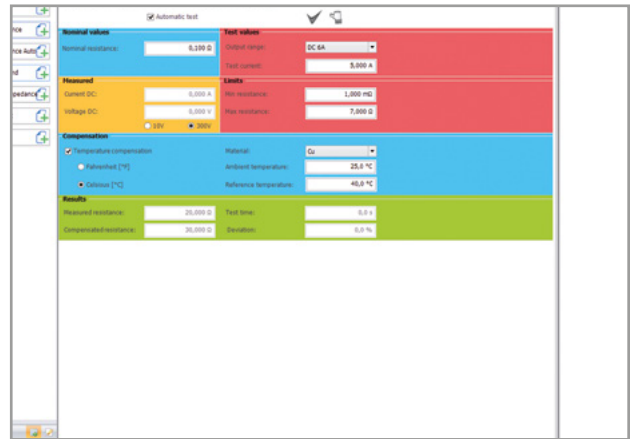 Automatic test
nce
Nominal values
Test values
Nominal resistance:
0,100 Ω
Output range:
DC 6A
nce Auto
Test current:
5,000 A
nd
Measured
Limits
Current DC:
0,000 A
Min resistance:
1,000 mΩ
pedance
Voltage DC:
0,000 V
Max resistance:
7,000 Ω
10V
300V
Compensation
Temperature compensation
Material:
Cu
Fahrenheit [°F]
Ambient temperature:
25,0 °C
Celsious [°C]
Reference temperature:
40,0 °C
Results
Measured resistance:
20,000 Ω
Test time:
0,0 s
Compensated resistance:
30,000 Ω
Deviation:
0,0 %